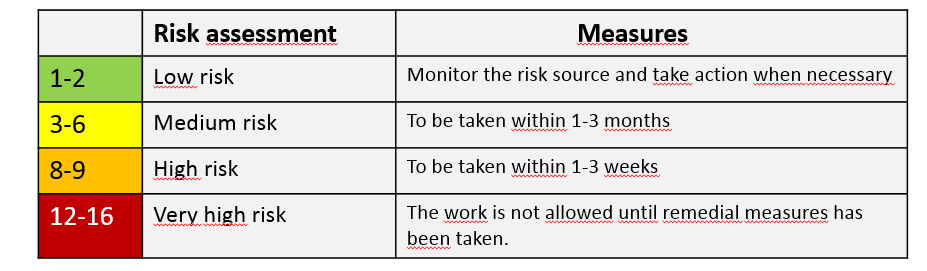 Risk assessment Measures
1-2 Low risk Monitor the risk source and take action when necessary
3-6 Medium risk To be taken within 1-3 months
8-9 High risk To be taken within 1-3 weeks
12-16 Very high risk The work is not allowed until remedial measures has
been taken.